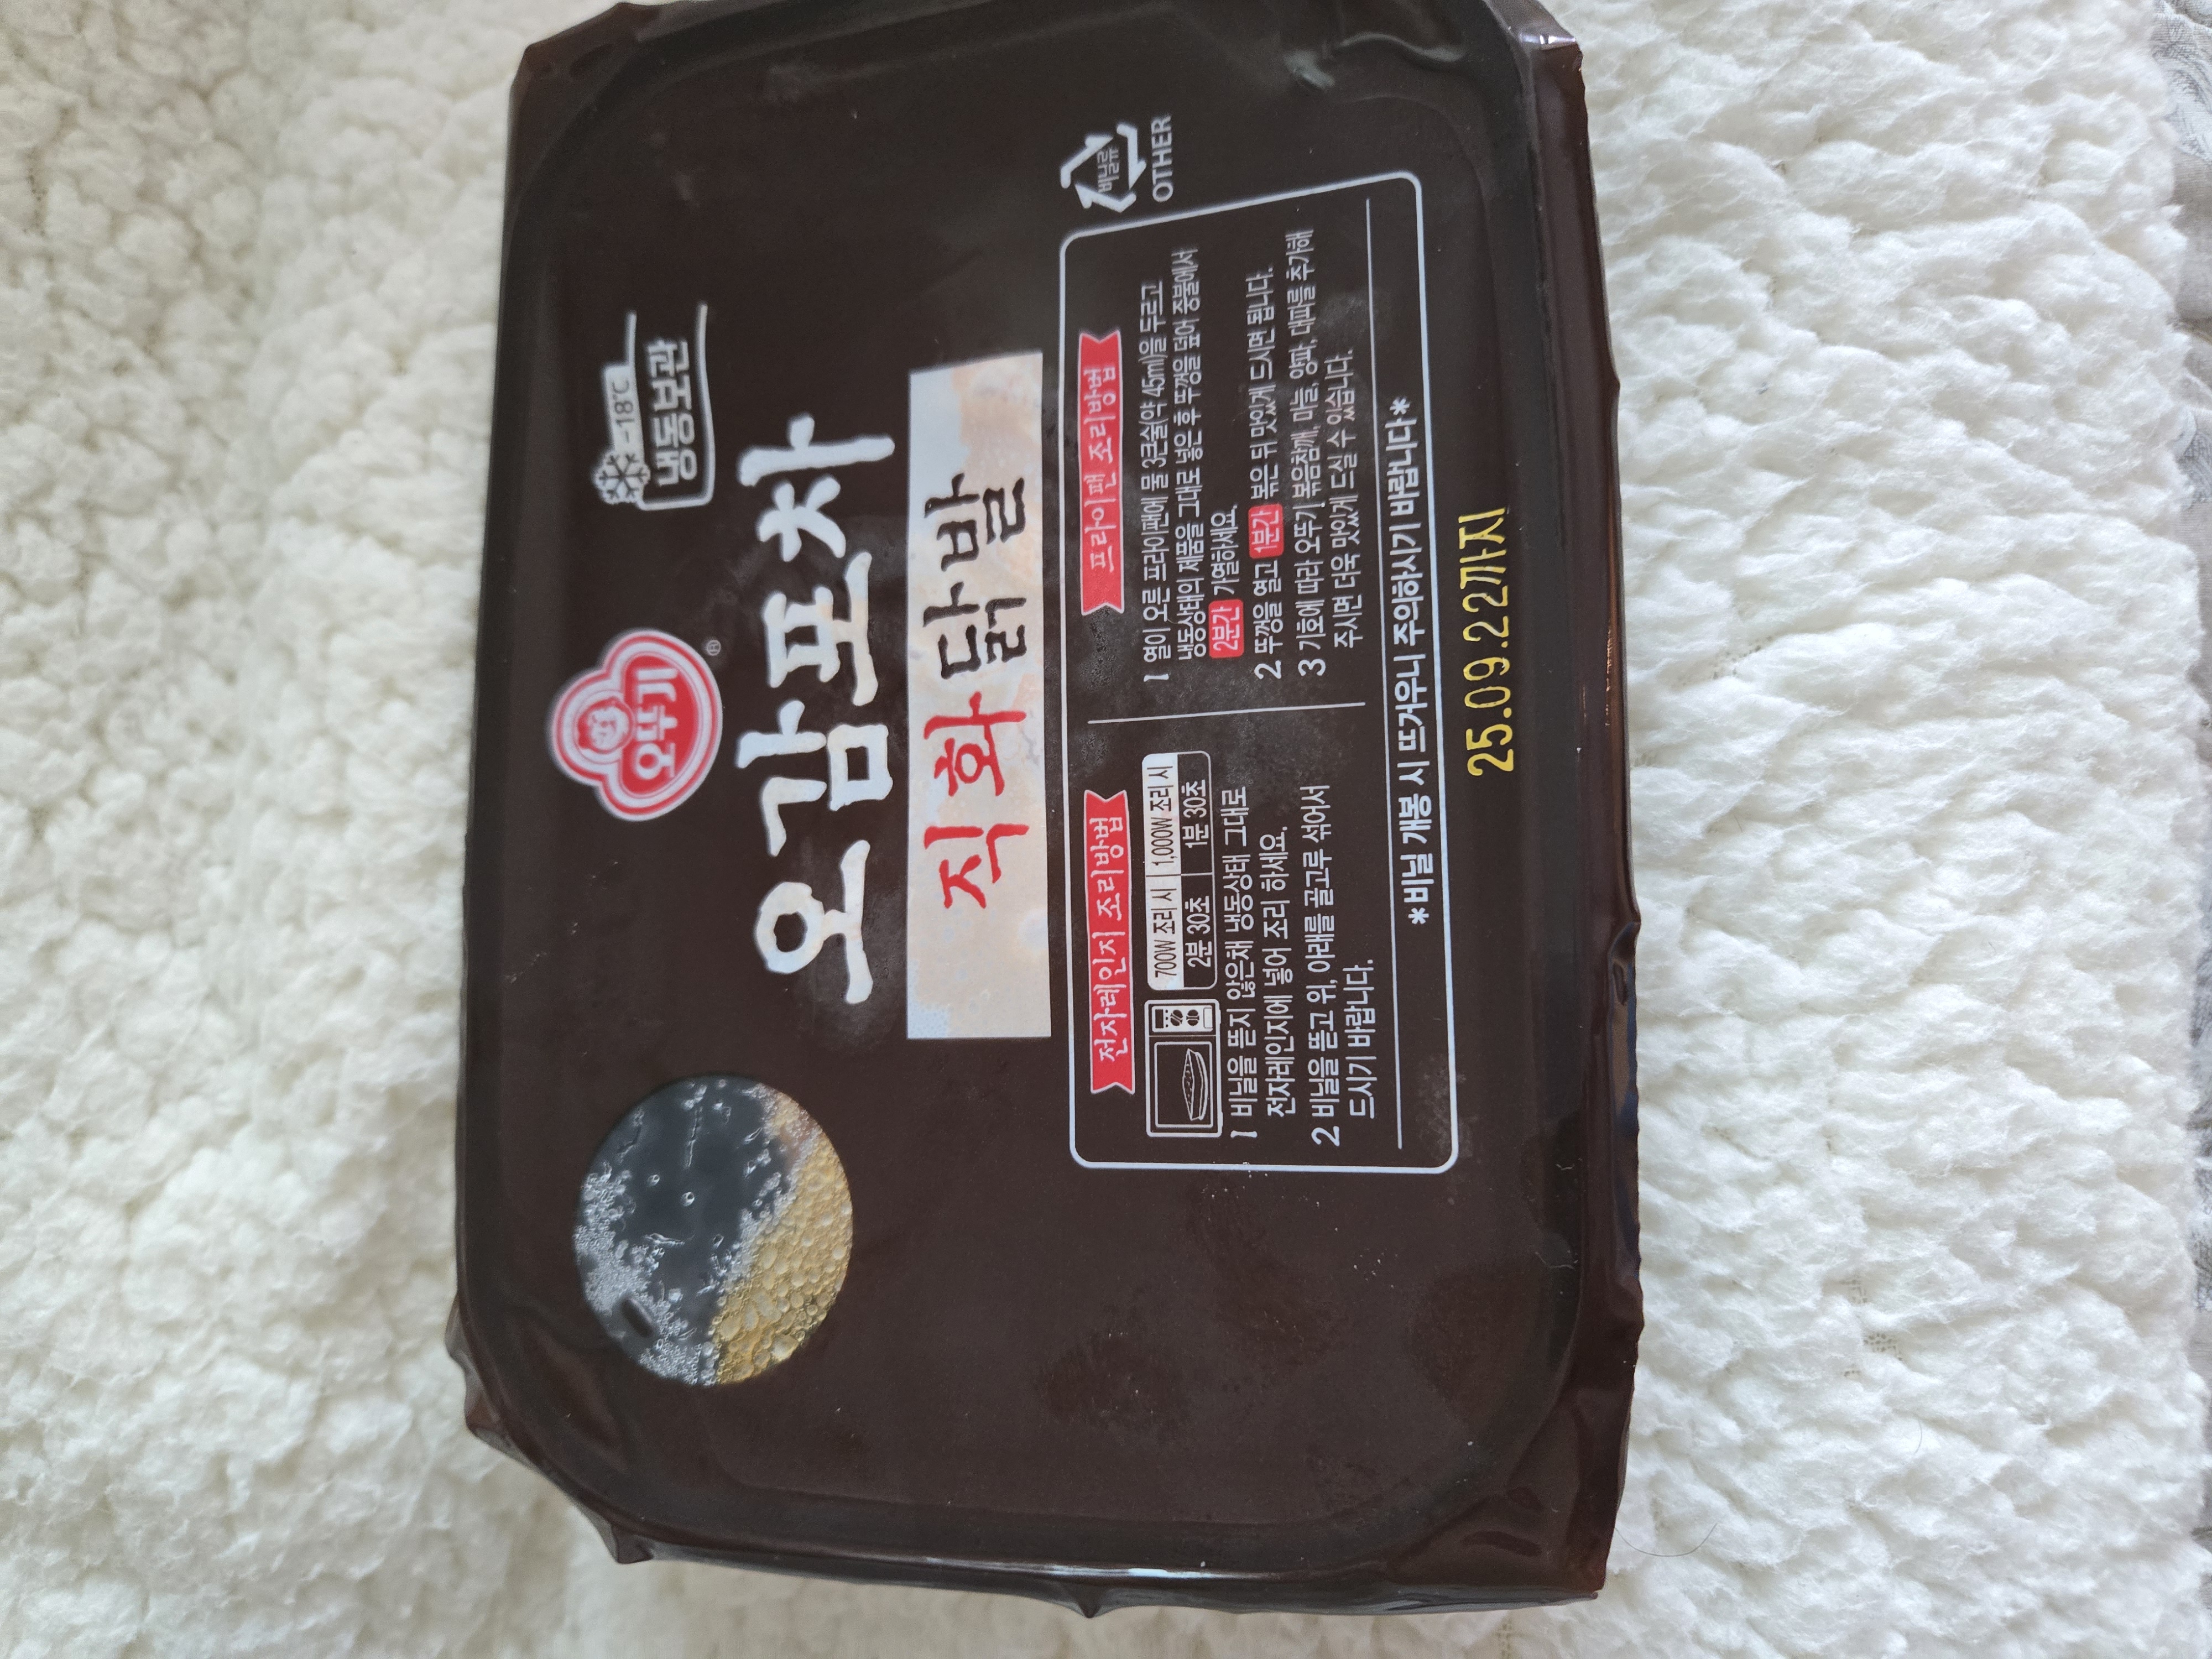 오뚜기
®
-18℃
냉동보관
오감포차
직화 닭발
전자레인지 조리방법
700W 조리 시 1,000W 조리 시
2분 30초 1분 30초
1 비닐을 뜯지 않은채 냉동상태 그대로
전자레인지에 넣어 조리 하세요.
2 비닐을 뜯고 위, 아래를 골고루 섞어서
드시기 바랍니다.
프라이팬 조리방법
1 열이 오른 프라이팬에 물 3큰술(약 45ml)을 두르고
냉동상태의 제품을 그대로 넣은 후 뚜껑을 덮어 중불에서
2분간 가열하세요.
2 뚜껑을 열고 1분간 볶은 뒤 맛있게 드시면 됩니다.
3 기호에 따라 오뚜기 볶음참깨, 마늘, 양파, 대파를 추가해
주시면 더욱 맛있게 드실 수 있습니다.
*비닐 개봉 시 뜨거우니 주의하시기 바랍니다*
비닐류
OTHER
25.09.22까지